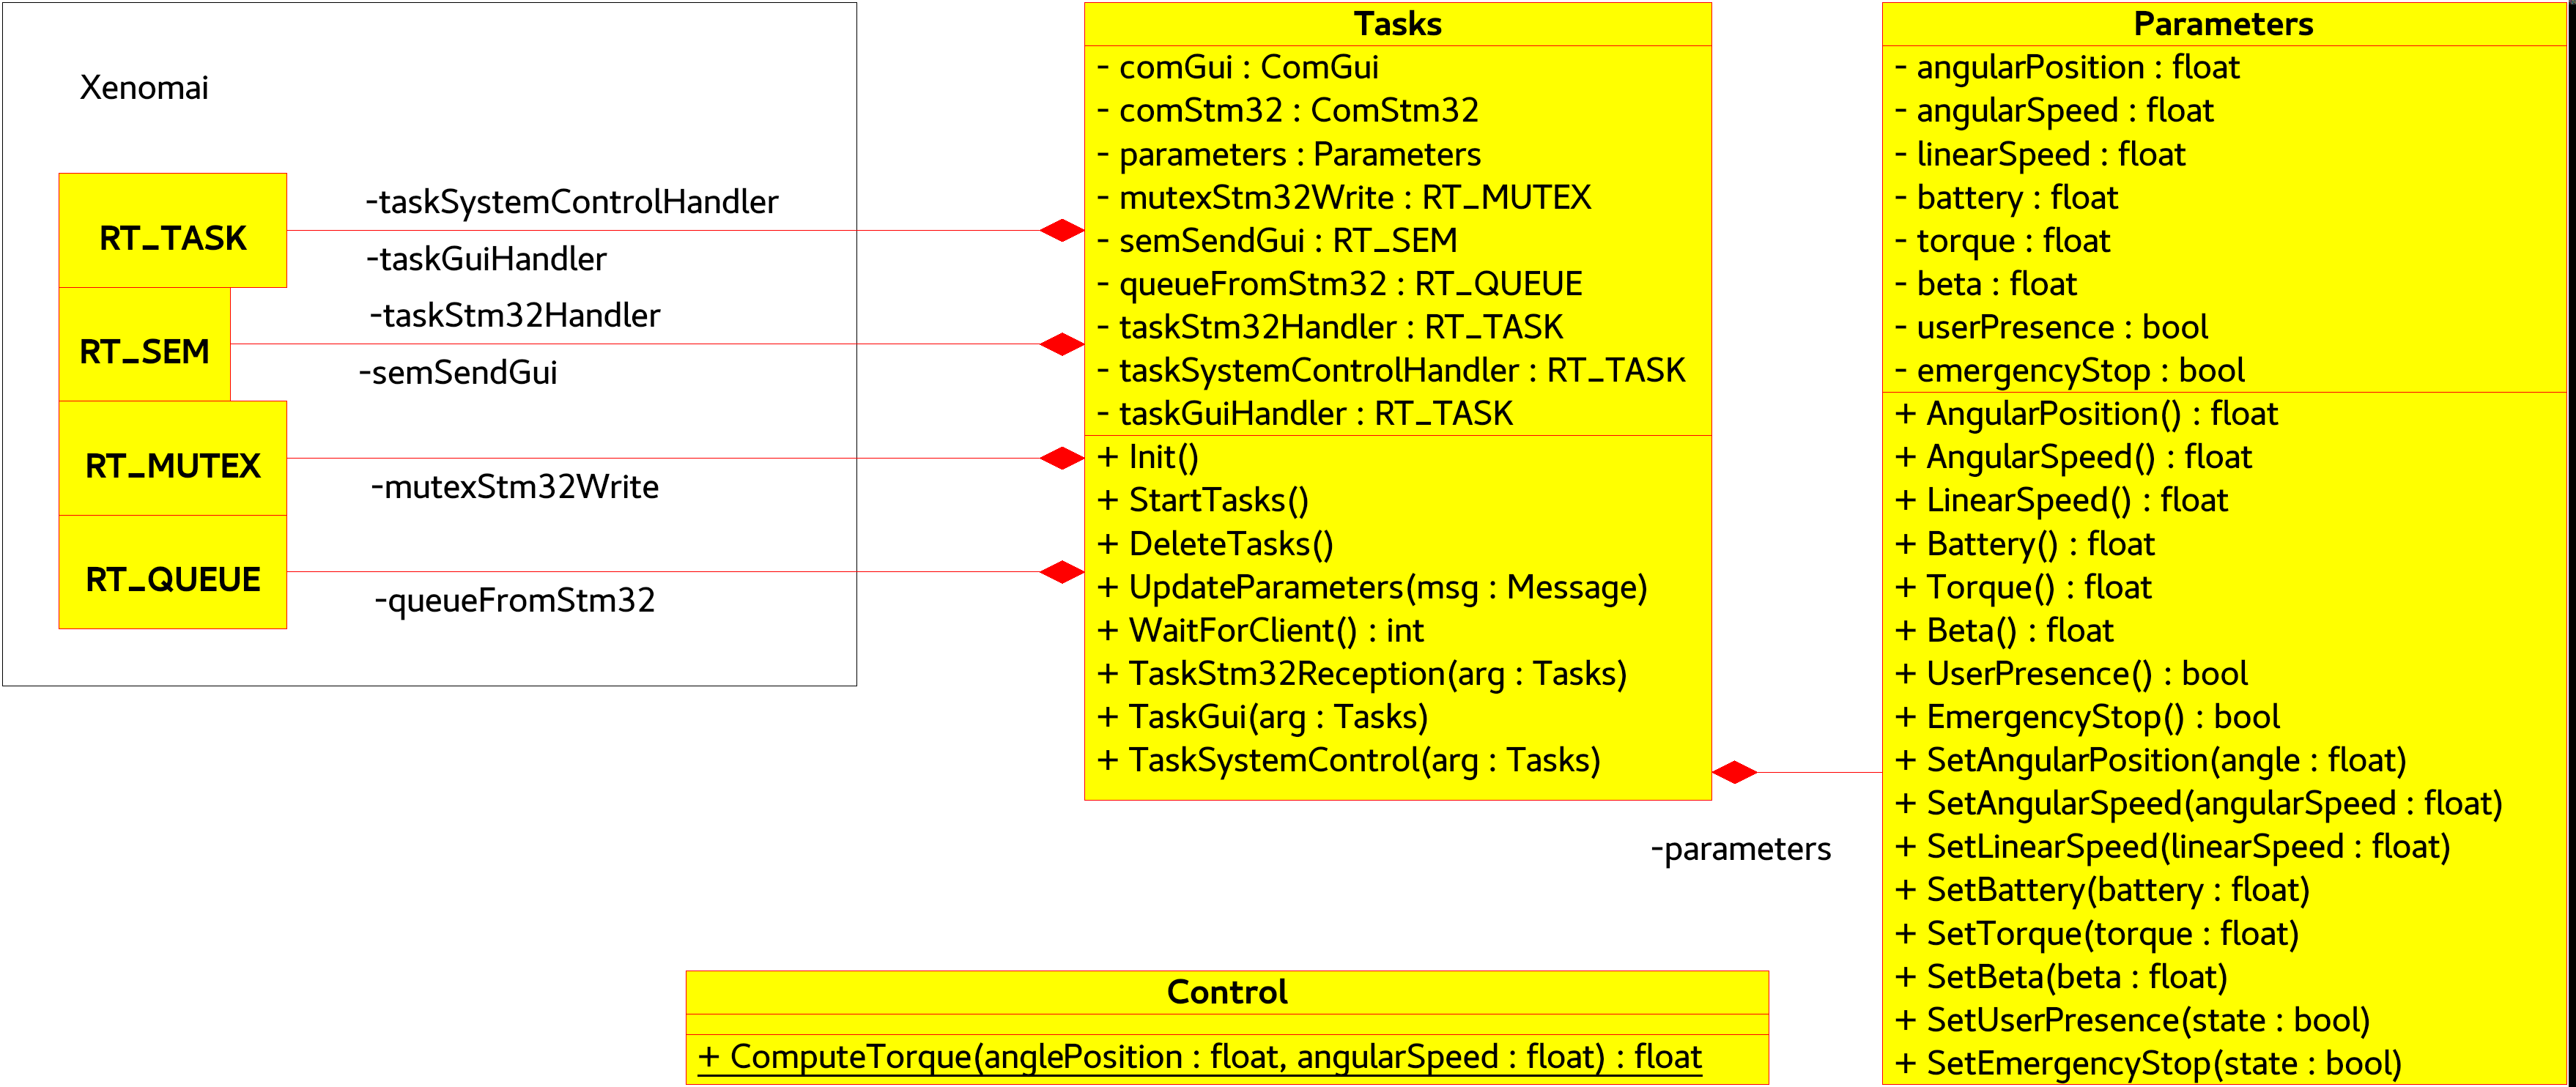 Xenomai
RT_TASK
-taskSystemControlHandler
-taskGuiHandler
-taskStm32Handler
RT_SEM
-semSendGui
RT_MUTEX
-mutexStm32Write
RT_QUEUE
-queueFromStm32
Tasks
- comGui : ComGui
- comStm32 : ComStm32
- parameters : Parameters
- mutexStm32Write : RT_MUTEX
- semSendGui : RT_SEM
- queueFromStm32 : RT_QUEUE
- taskStm32Handler : RT_TASK
- taskSystemControlHandler : RT_TASK
- taskGuiHandler : RT_TASK
+ Init()
+ StartTasks()
+ DeleteTasks()
+ UpdateParameters(msg : Message)
+ WaitForClient() : int
+ TaskStm32Reception(arg : Tasks)
+ TaskGui(arg : Tasks)
+ TaskSystemControl(arg : Tasks)
-parameters
Parameters
- angularPosition : float
- angularSpeed : float
- linearSpeed : float
- battery : float
- torque : float
- beta : float
- userPresence : bool
- emergencyStop : bool
+ AngularPosition() : float
+ AngularSpeed() : float
+ LinearSpeed() : float
+ Battery() : float
+ Torque() : float
+ Beta() : float
+ UserPresence() : bool
+ EmergencyStop() : bool
+ SetAngularPosition(angle : float)
+ SetAngularSpeed(angularSpeed : float)
+ SetLinearSpeed(linearSpeed : float)
+ SetBattery(battery : float)
+ SetTorque(torque : float)
+ SetBeta(beta : float)
+ SetUserPresence(state : bool)
+ SetEmergencyStop(state : bool)
Control
+ ComputeTorque(anglePosition : float, angularSpeed : float) : float